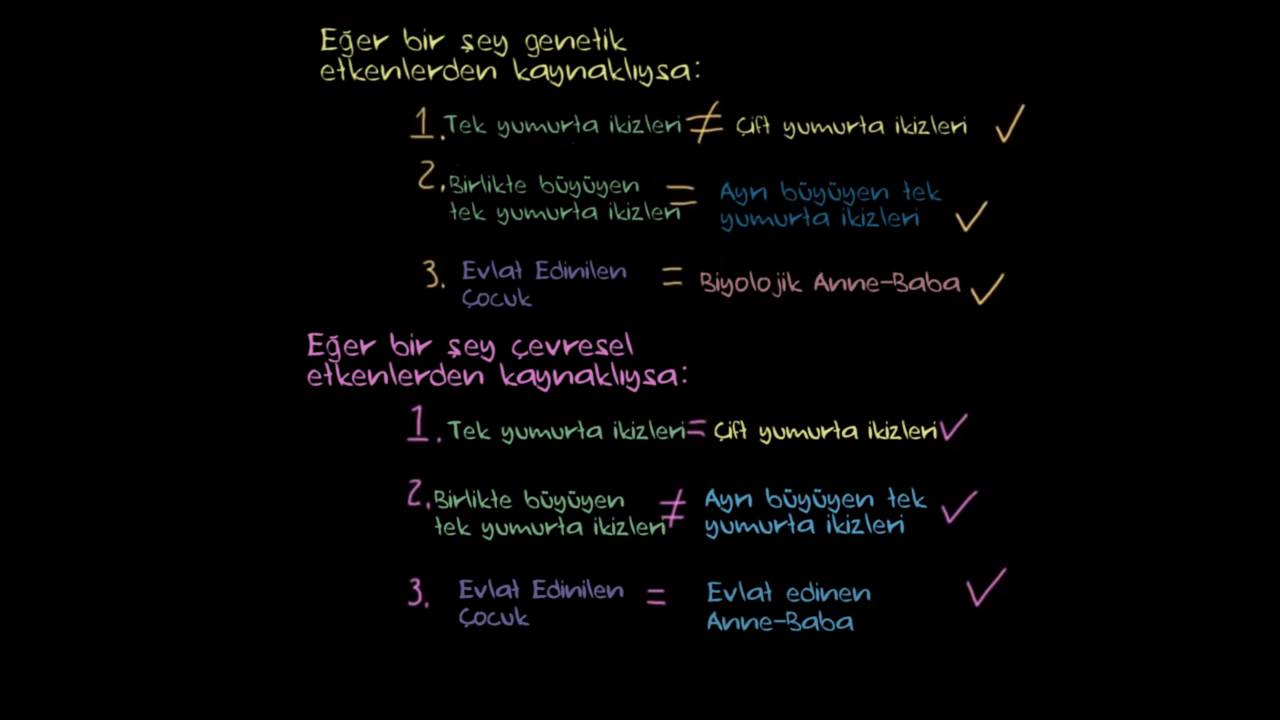 Eğer bir şey genetik
etkenlerden kaynaklıysa:
1. Tek yumurta ikizleri ≠ Çift yumurta ikizleri ✓
2. Birlikte büyüyen = Ayrı büyüyen tek
tek yumurta ikizleri yumurta ikizleri ✓
3. Evlat Edinilen = Biyolojik Anne-Baba ✓
Çocuk
Eğer bir şey çevresel
etkenlerden kaynaklıysa:
1. Tek yumurta ikizleri = Çift yumurta ikizleri ✓
2. Birlikte büyüyen ≠ Ayrı büyüyen tek
tek yumurta ikizleri yumurta ikizleri ✓
3. Evlat Edinilen = Evlat edinen ✓
Çocuk Anne-Baba